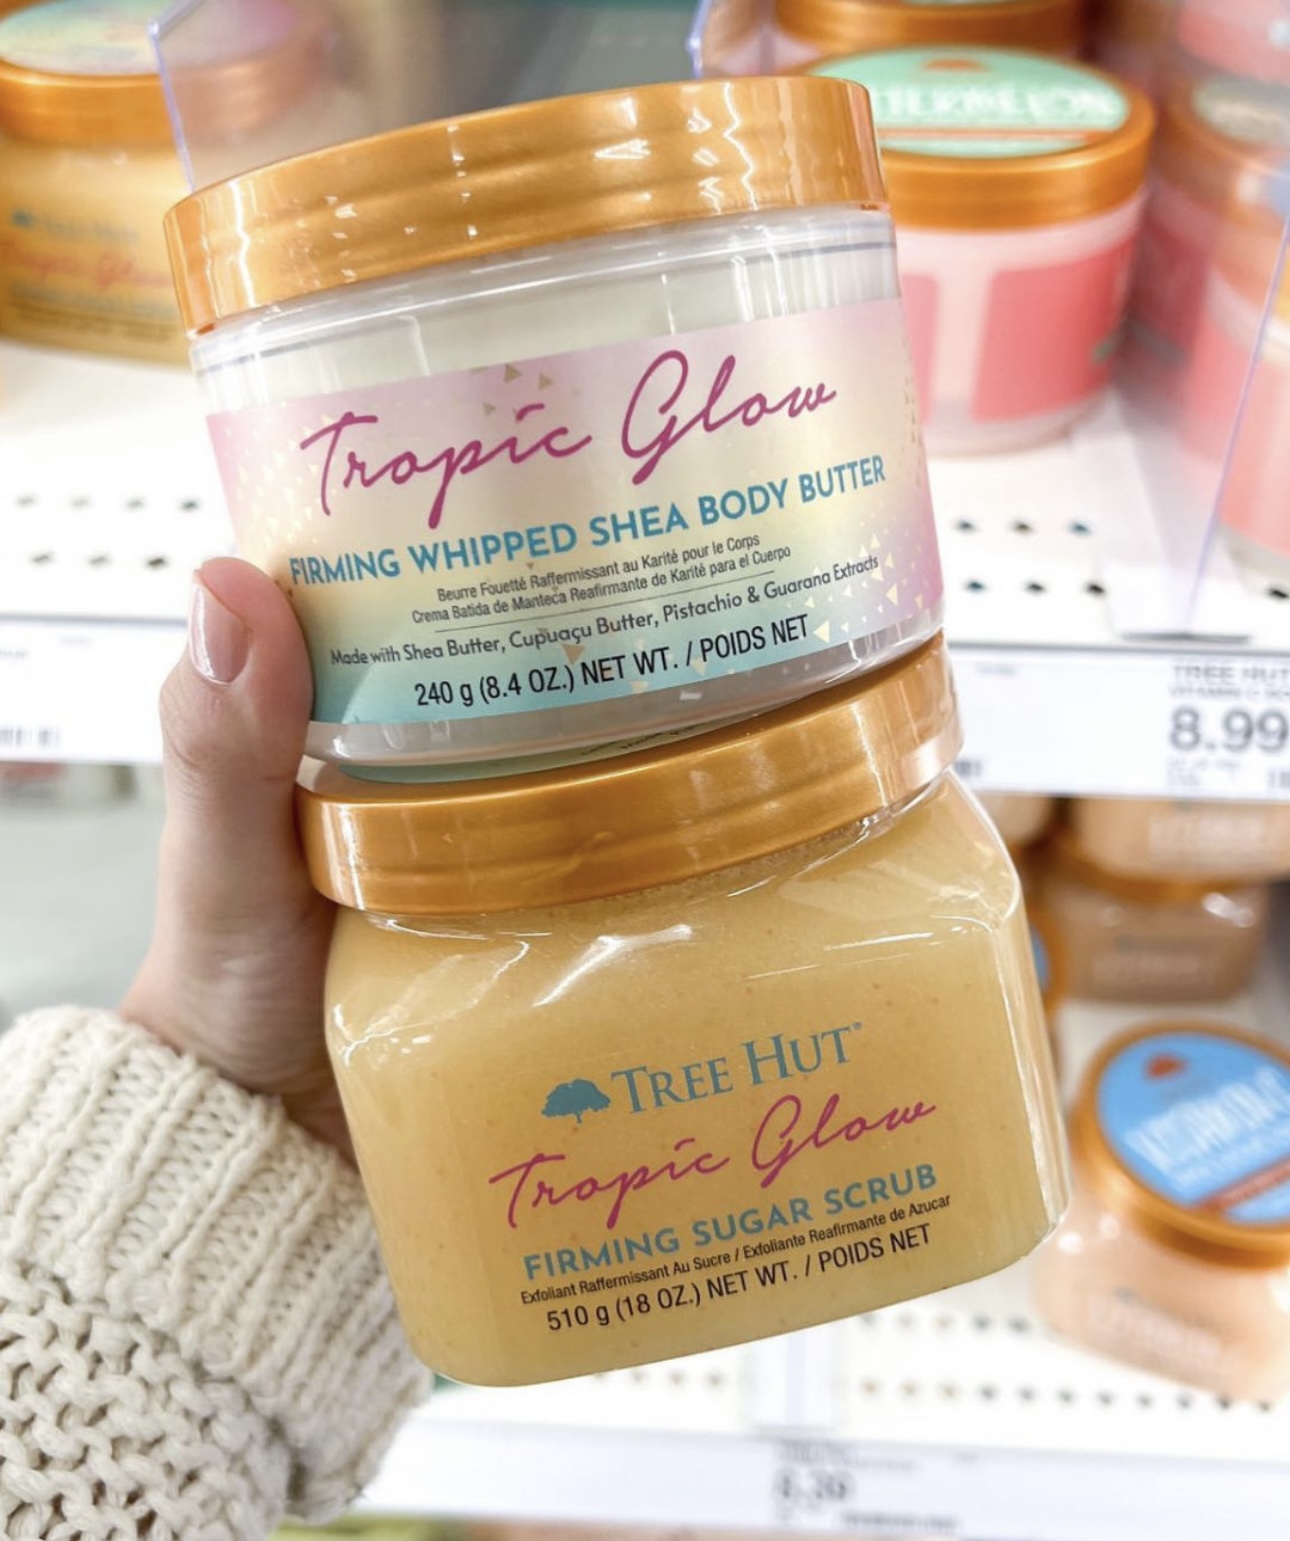 Tropic Glow
FIRMING WHIPPED SHEA BODY BUTTER
Beurre Fouetté Raffermissant au Karité pour le Corps
Crema Batida de Manteca Reafirmante de Karité para el Cuerpo
Made with Shea Butter, Cupuaçu Butter, Pistachio & Guarana Extracts
240 g (8.4 OZ.) NET WT. / POIDS NET
TREE HUT®
Tropic Glow
FIRMING SUGAR SCRUB
Exfoliant Raffermissant Au Sucre / Exfoliante Reafirmante de Azucar
510 g (18 OZ.) NET WT. / POIDS NET
TREE HUT
VITAMIN C
8.99
Tropic Glow